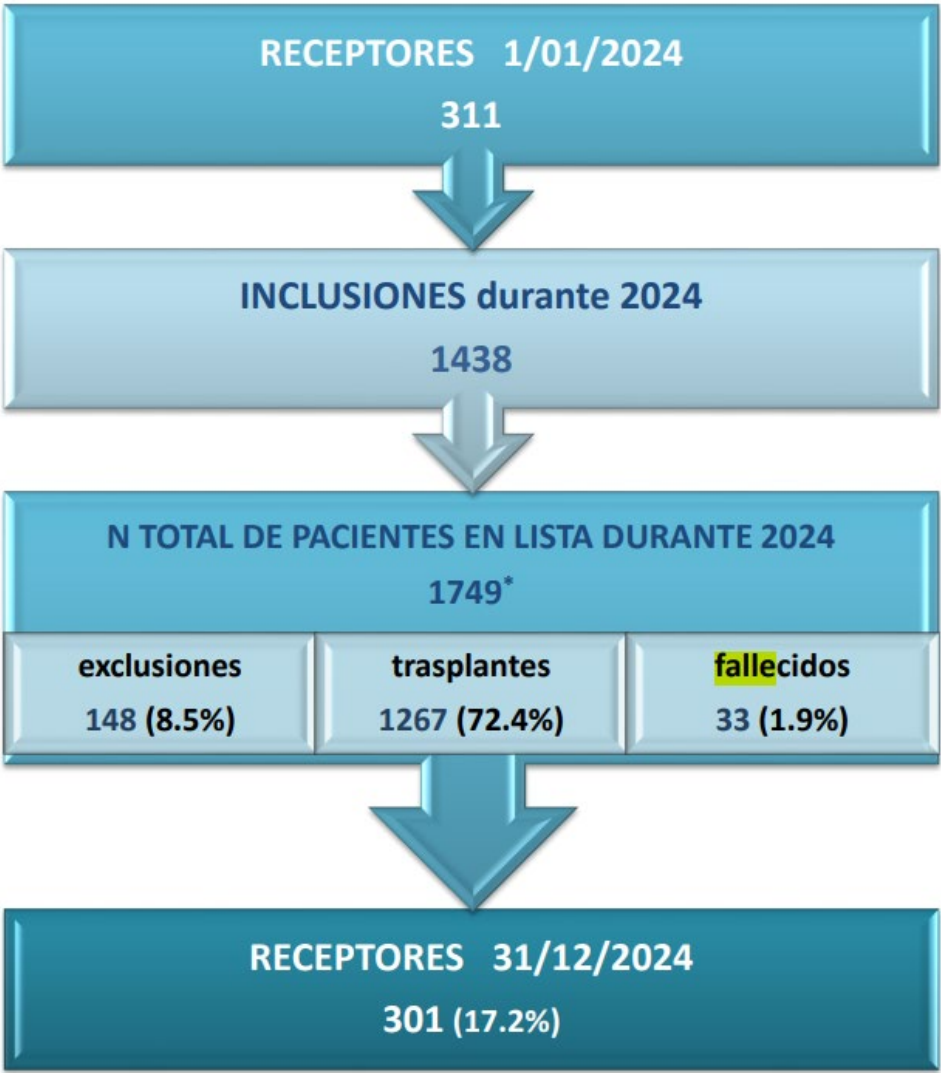 RECEPTORES 1/01/2024
311
INCLUSIONES durante 2024
1438
N TOTAL DE PACIENTES EN LISTA DURANTE 2024
1749*
exclusiones
148 (8.5%)
trasplantes
1267 (72.4%)
fallecidos
33 (1.9%)
RECEPTORES 31/12/2024
301 (17.2%)